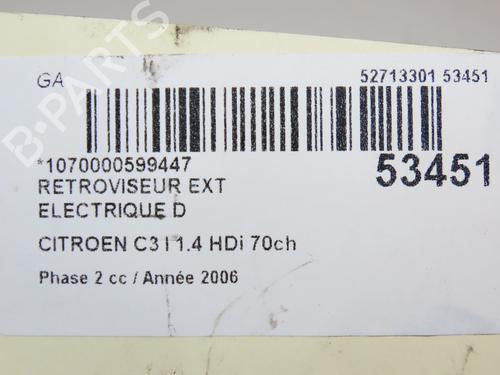 GA
52713301 53451
*1070000599447
53451
RETROVISEUR EXT
ELECTRIQUE D
CITROEN C3 I 1.4 HDi 70ch
Phase 2 cc / Année 2006
B-PARTS